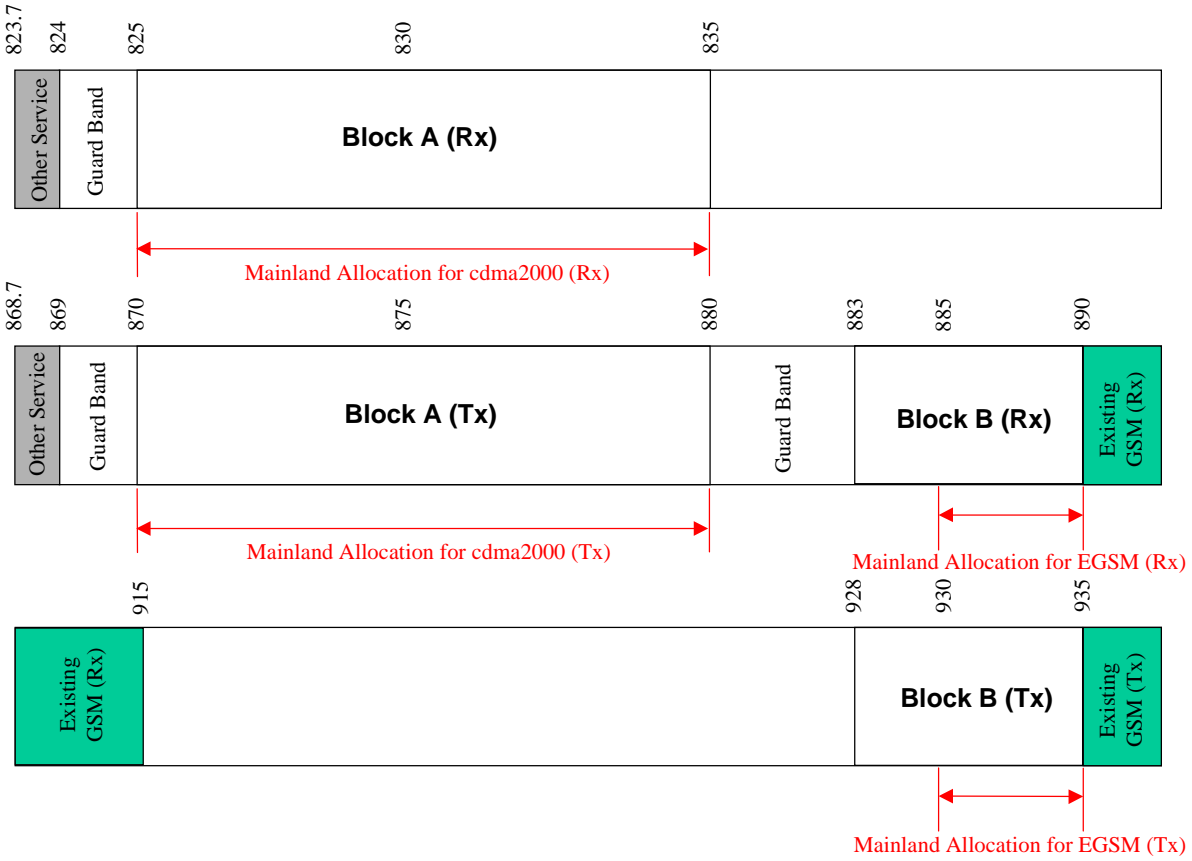 823.7 824 825 830 835
Other Service
Guard Band
Block A (Rx)
Mainland Allocation for cdma2000 (Rx)
868.7 869 870 875 880 883 885 890
Other Service
Guard Band
Block A (Tx)
Guard Band
Block B (Rx)
Existing
GSM (Rx)
Mainland Allocation for cdma2000 (Tx)
Mainland Allocation for EGSM (Rx)
915 928 930 935
Existing
GSM (Rx)
Block B (Tx)
Existing
GSM (Tx)
Mainland Allocation for EGSM (Tx)